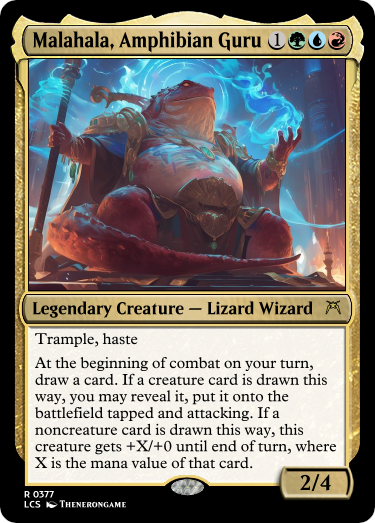 Malahala, Amphibian Guru 1
Legendary Creature — Lizard Wizard
Trample, haste
At the beginning of combat on your turn,
draw a card. If a creature card is drawn this
way, you may reveal it, put it onto the
battlefield tapped and attacking. If a
noncreature card is drawn this way, this
creature gets +X/+0 until end of turn, where
X is the mana value of that card.
2/4
R 0377
LCS Thenerongame